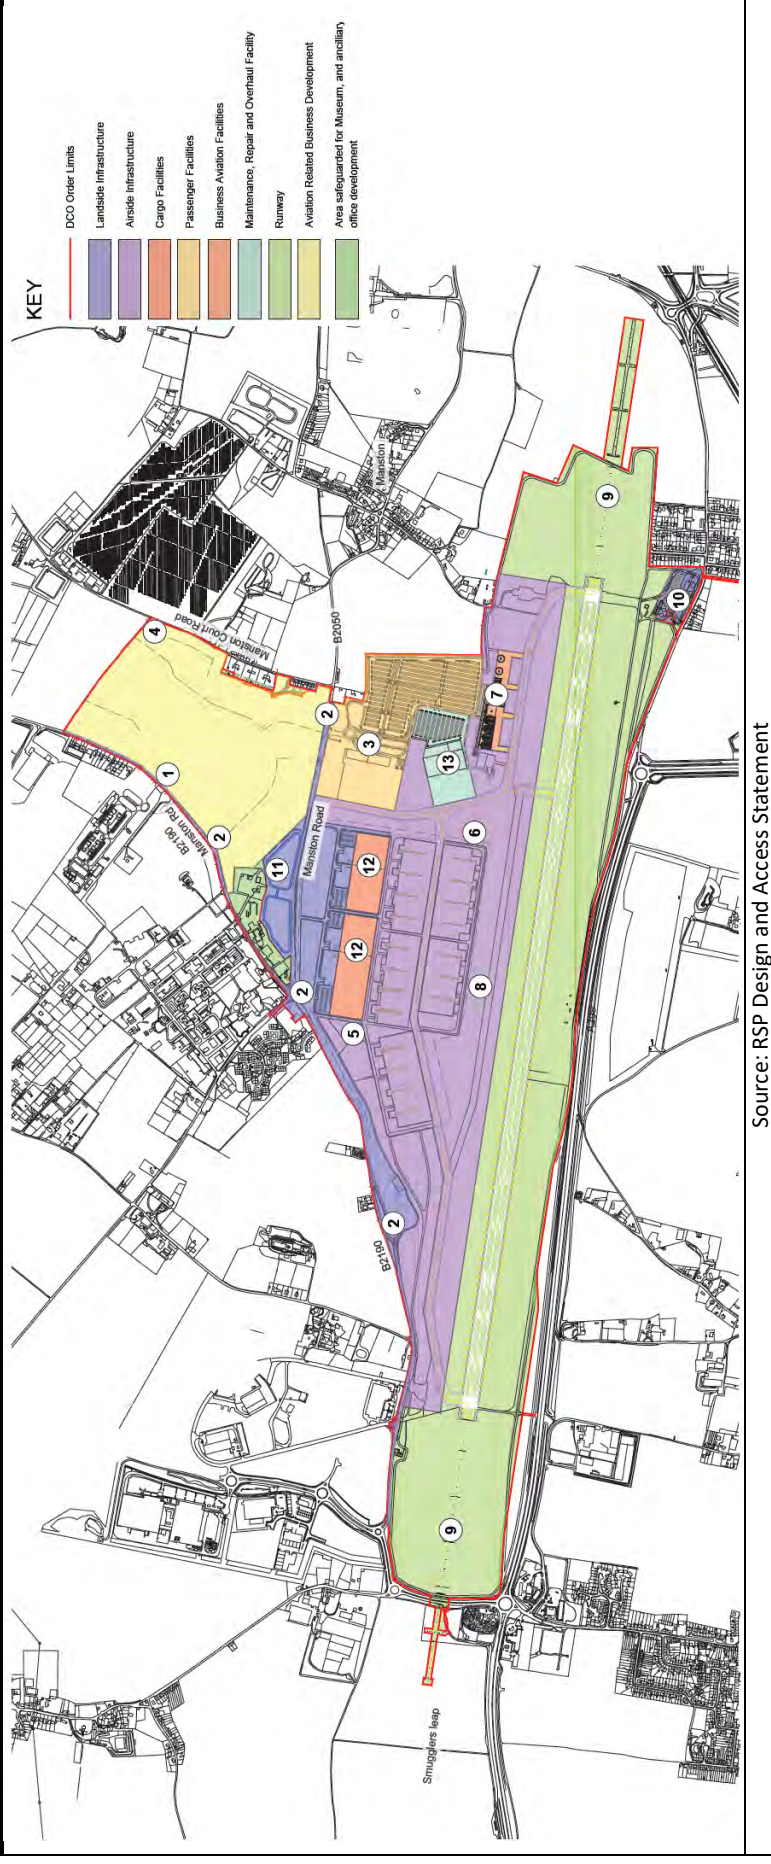 KEY
DCO Order Limits
Landside Infrastructure
Airside Infrastructure
Cargo Facilities
Passenger Facilities
Business Aviation Facilities
Maintenance, Repair and Overhaul Facility
Runway
Aviation Related Business Development
Area safeguarded for Museum, and ancilliary
office development
Manston
Manston Court Road
B2050
B2190
Manston Rd
Manston Road
B2190
Smugglers leap
1
2
2
2
2
3
4
5
6
7
8
9
9
10
11
12
12
13
Source: RSP Design and Access Statement